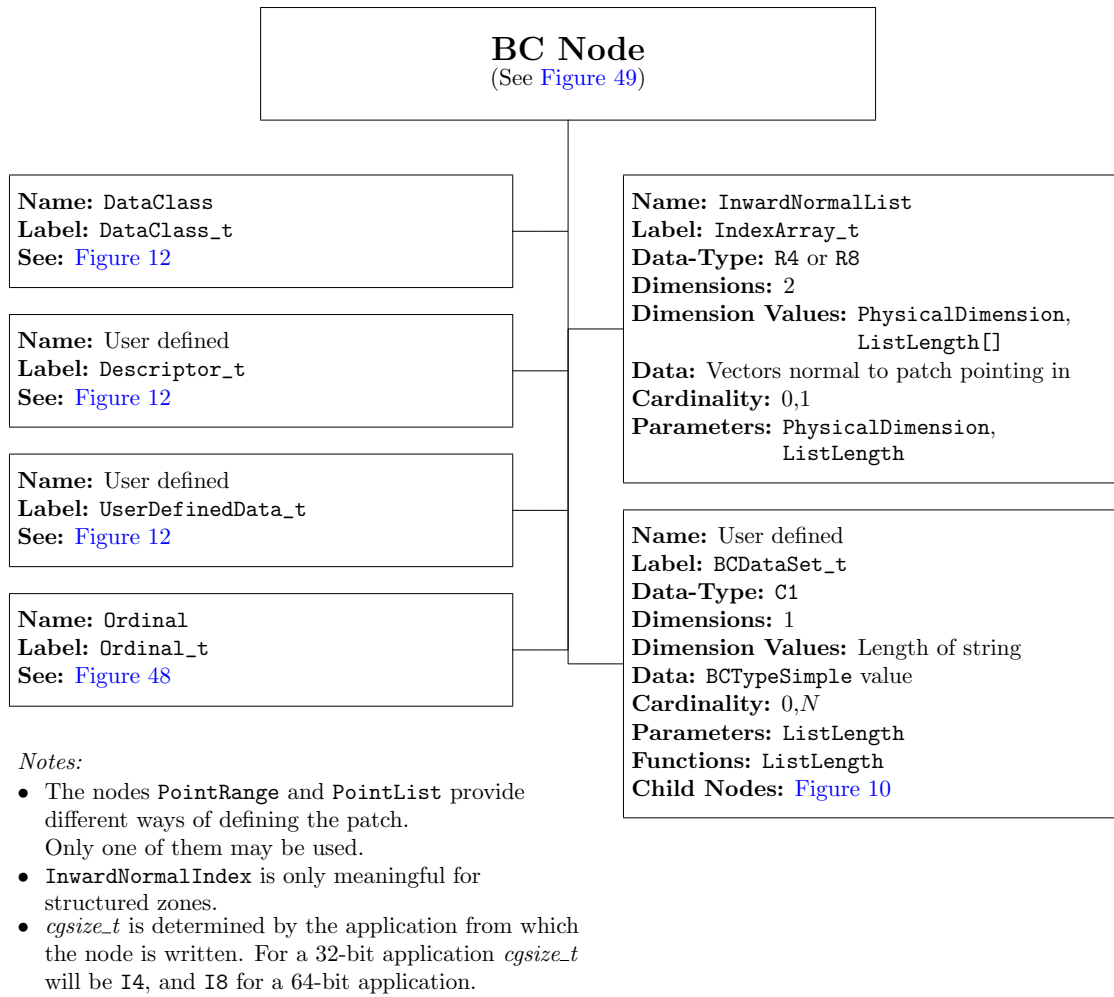 BC Node
(See Figure 49)
Name: DataClass
Label: DataClass_t
See: Figure 12
Name: User defined
Label: Descriptor_t
See: Figure 12
Name: User defined
Label: UserDefinedData_t
See: Figure 12
Name: Ordinal
Label: Ordinal_t
See: Figure 48
Name: InwardNormalList
Label: IndexArray_t
Data-Type: R4 or R8
Dimensions: 2
Dimension Values: PhysicalDimension,
ListLength[]
Data: Vectors normal to patch pointing in
Cardinality: 0,1
Parameters: PhysicalDimension,
ListLength
Name: User defined
Label: BCDataSet_t
Data-Type: C1
Dimensions: 1
Dimension Values: Length of string
Data: BCTypeSimple value
Cardinality: 0,N
Parameters: ListLength
Functions: ListLength
Child Nodes: Figure 10
Notes:
• The nodes PointRange and PointList provide
different ways of defining the patch.
Only one of them may be used.
• InwardNormalIndex is only meaningful for
structured zones.
• cgsize_t is determined by the application from which
the node is written. For a 32-bit application cgsize_t
will be I4, and I8 for a 64-bit application.